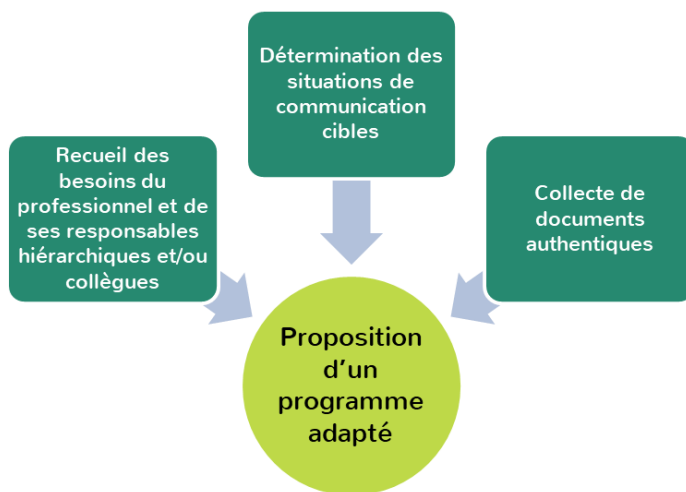 Détermination des
situations de
communication
cibles
Recueil des
besoins du
professionnel et de
ses responsables
hiérarchiques et/ou
collègues
Collecte de
documents
authentiques
Proposition
d'un
programme
adapté